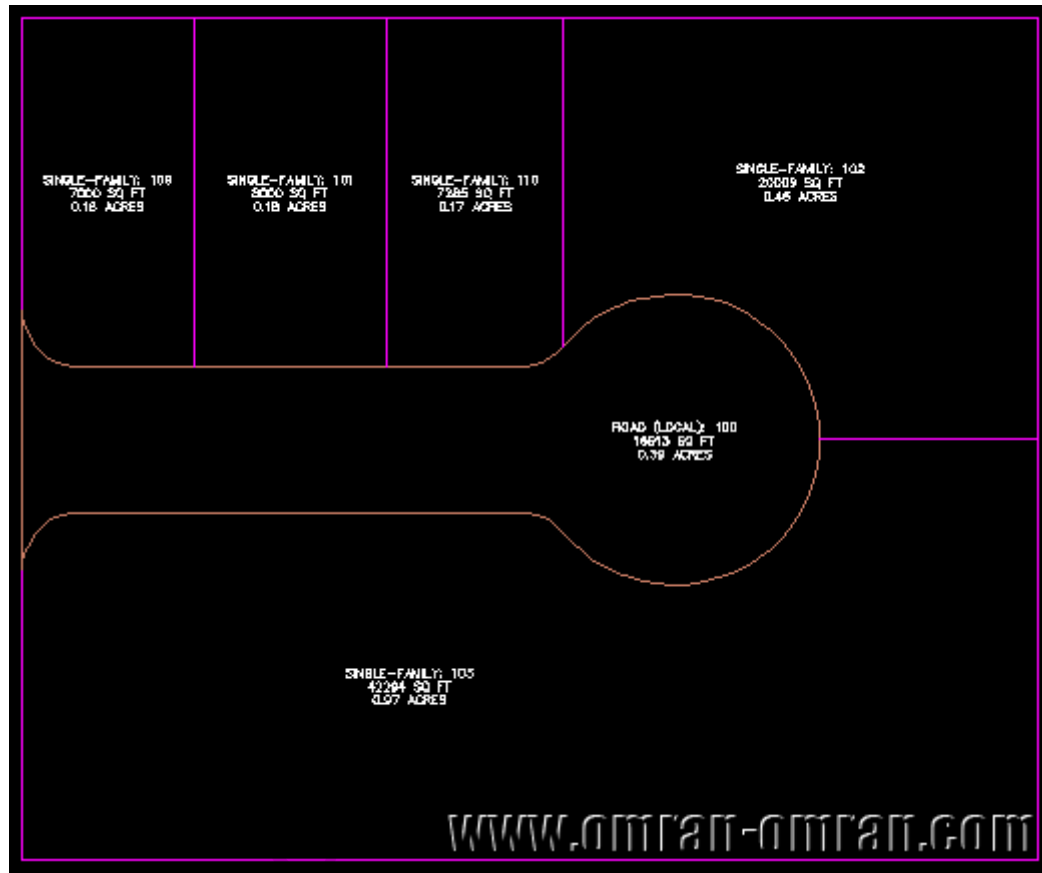 SINGLE-FAMILY: 109
7000 SQ FT
0.16 ACRES
SINGLE-FAMILY: 101
8000 SQ FT
0.18 ACRES
SINGLE-FAMILY: 110
7285 SQ FT
0.17 ACRES
SINGLE-FAMILY: 102
20009 SQ FT
0.46 ACRES
ROAD (LOCAL): 100
16913 SQ FT
0.39 ACRES
SINGLE-FAMILY: 103
42294 SQ FT
0.97 ACRES
www.omran-omran.com